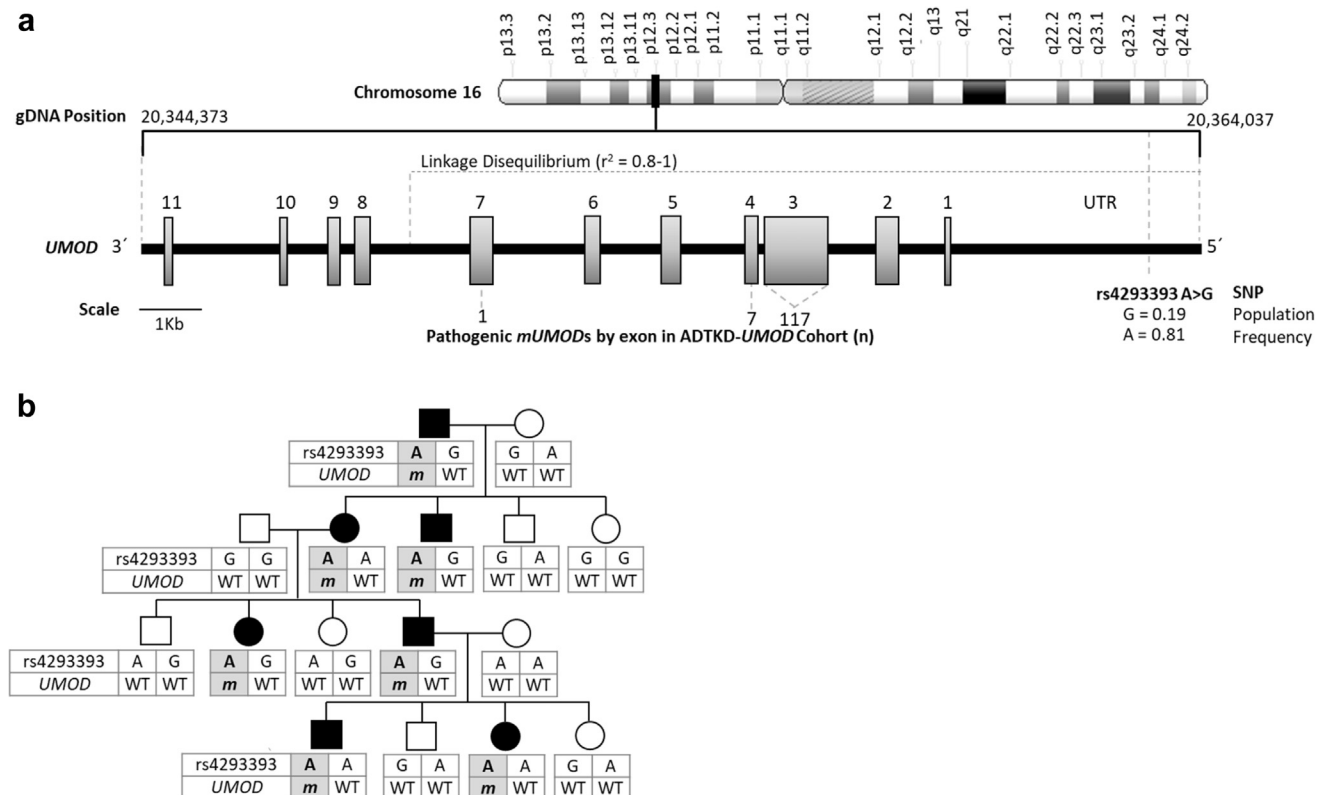 a
p13.3 p13.2 p13.13 p13.12 p13.11 p12.3 p12.2 p12.1 p11.2 p11.1 q11.1 q11.2 q12.1 q12.2 q13 q21 q22.1 q22.2 q22.3 q23.1 q23.2 q24.1 q24.2
Chromosome 16
gDNA Position 20,344,373 20,364,037
Linkage Disequilibrium (r² = 0.8-1)
11 10 9 8 7 6 5 4 3 2 1 UTR
UMOD 3´ 5´
Scale
1Kb
1 7 117
Pathogenic mUMODs by exon in ADTKD-UMOD Cohort (n)
rs4293393 A>G SNP
G = 0.19 Population
A = 0.81 Frequency
b
rs4293393 A G G A
UMOD m WT WT WT
rs4293393 G G A A A G G A G G
UMOD WT WT m WT m WT WT WT WT WT
rs4293393 A G A G A G A G A A
UMOD WT WT m WT WT WT m WT WT WT
rs4293393 A A G A A A G A
UMOD m WT WT WT m WT WT WT